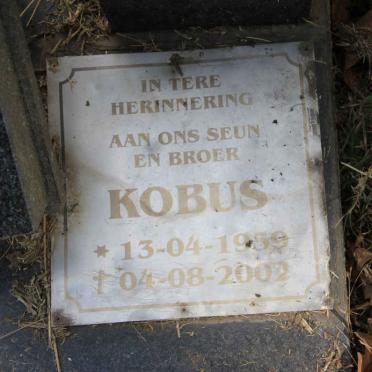 IN TERE
HERINNERING
AAN ONS SEUN
EN BROER
KOBUS
* 13-04-1959
† 04-08-2002